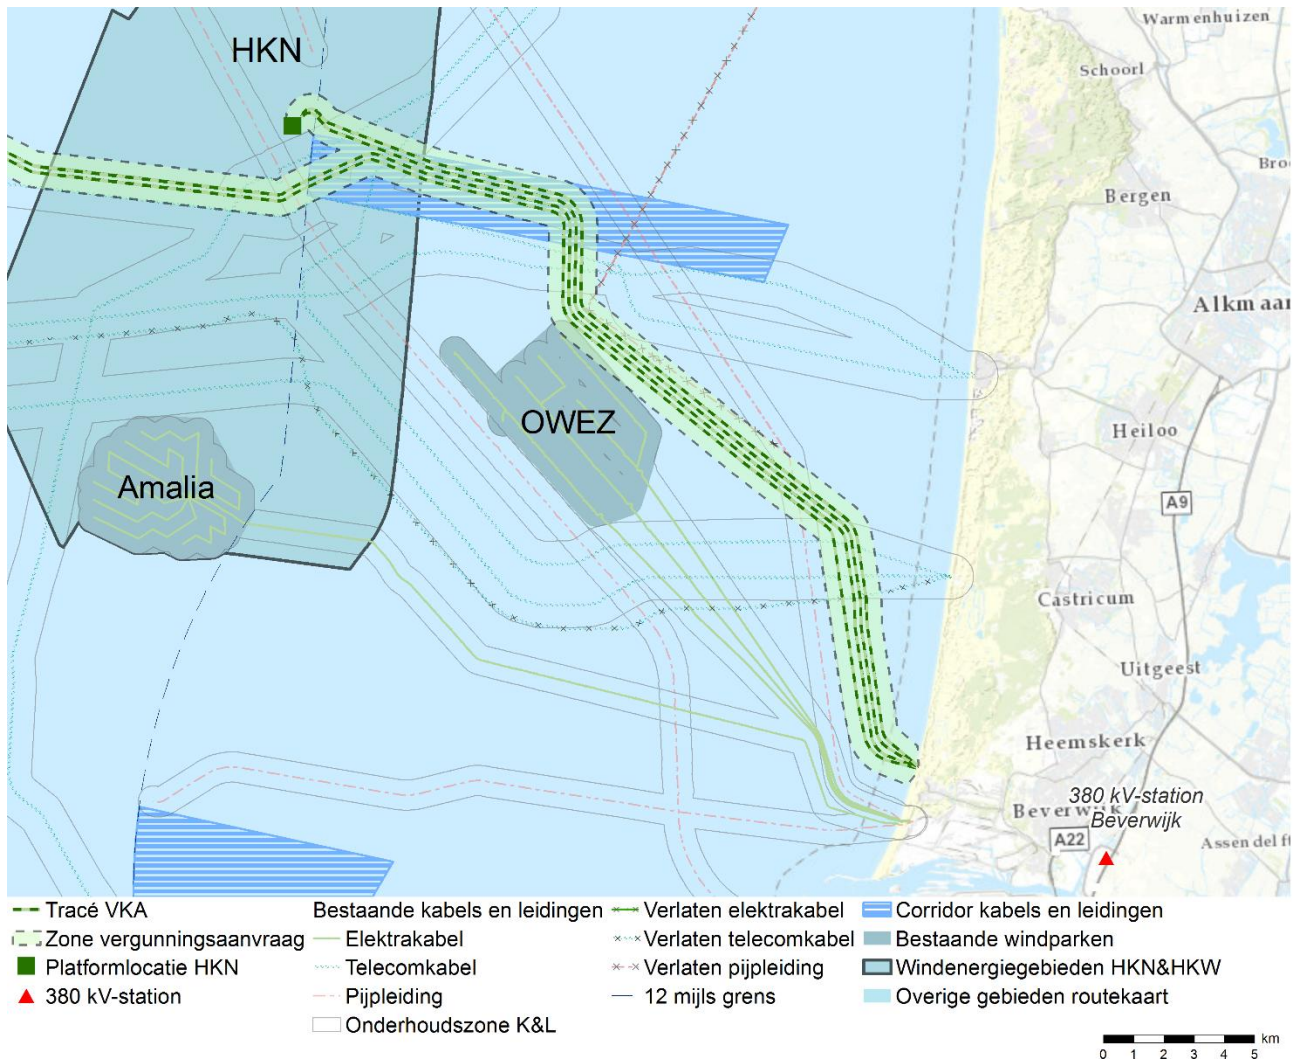 HKN
Warmenhuizen
Schoorl
Bro
Bergen
Alkmaar
OWEZ
Heiloo
Amalia
A9
Castricum
Uitgeest
Heemskerk
380 kV-station
Beverwijk
Beverwijk
A22
Assendelft
Tracé VKA
Zone vergunningsaanvraag
Platformlocatie HKN
380 kV-station
Bestaande kabels en leidingen
Elektrakabel
Telecomkabel
Pijpleiding
Onderhoudszone K&L
Verlaten elektrakabel
Verlaten telecomkabel
Verlaten pijpleiding
12 mijls grens
Corridor kabels en leidingen
Bestaande windparken
Windenergiegebieden HKN&HKW
Overige gebieden routekaart
km
0 1 2 3 4 5